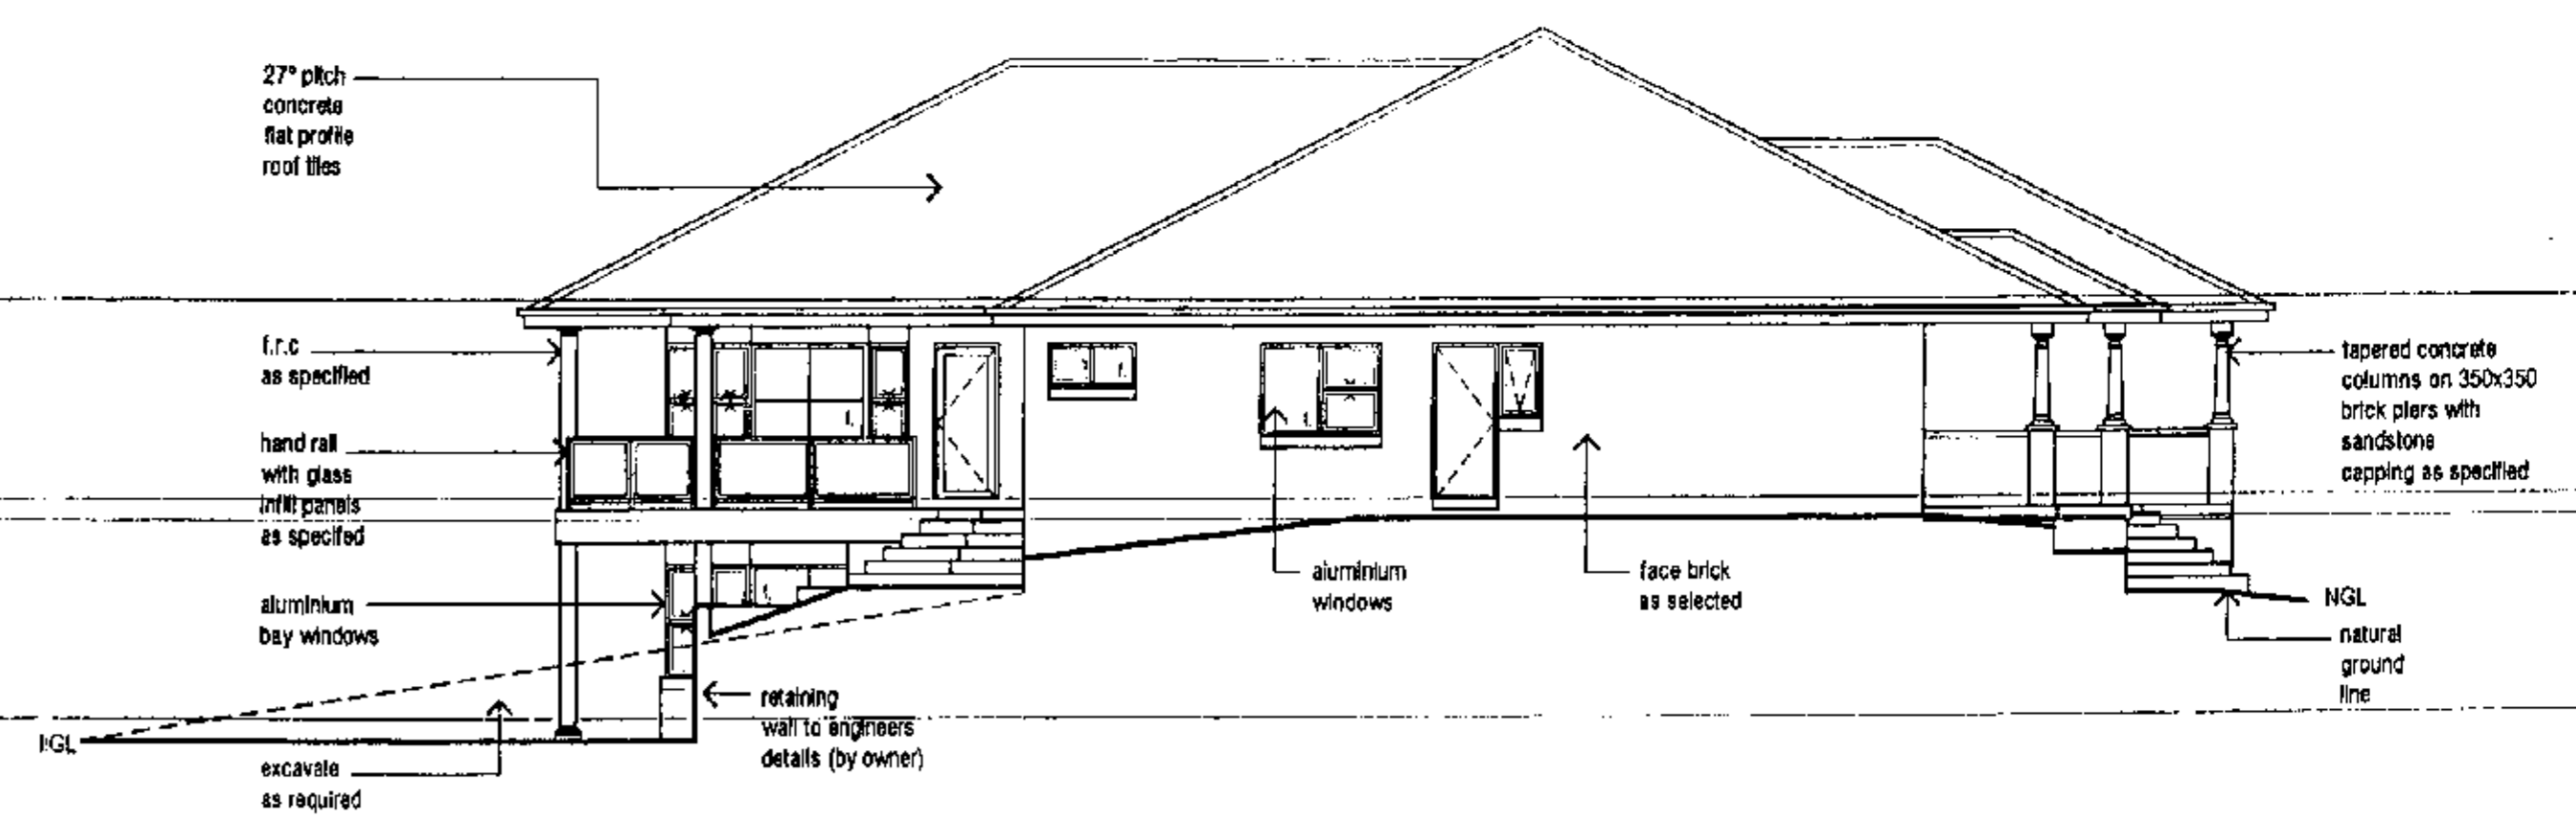 27° pitch
concrete
flat profile
roof tiles
f.r.c
as specified
hand rail
with glass
infill panels
as specifed
aluminium
bay windows
NGL
excavate
as required
retaining
wall to engineers
details (by owner)
aluminium
windows
face brick
as selected
tapered concrete
columns on 350x350
brick piers with
sandstone
capping as specified
NGL
natural
ground
line